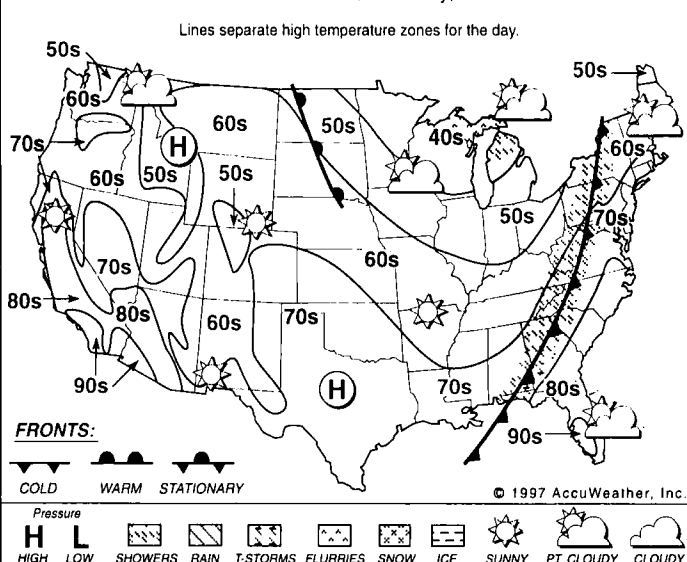 Lines separate high temperature zones for the day.
50s
50s
60s
60s
50s
40s
70s
H
60s
60s
50s
50s
70s
50s
70s
60s
80s
80s
60s
70s
90s
H
70s
80s
90s
FRONTS:
COLD WARM STATIONARY
© 1997 AccuWeather, Inc.
Pressure
H L
HIGH LOW SHOWERS RAIN T-STORMS FLURRIES SNOW ICE SUNNY PT. CLOUDY CLOUDY